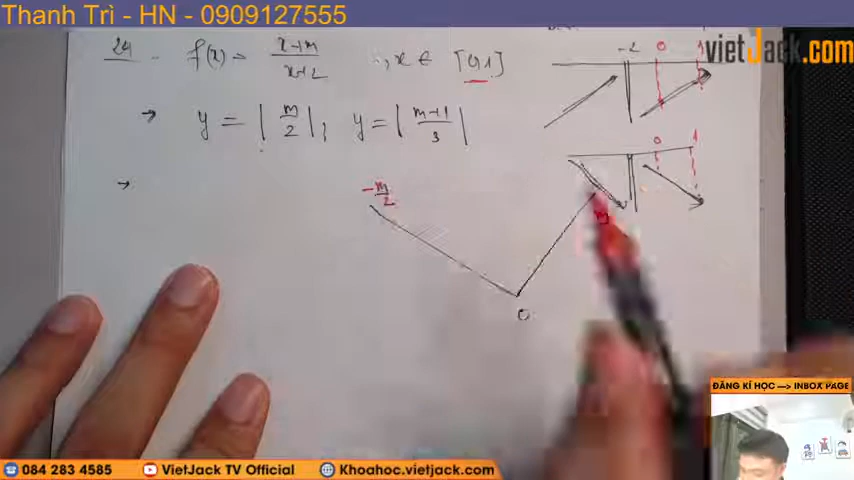 Thanh Trì - HN - 0909127555
vietJack.com
24 f(x) = x+m / x+2 , x ∈ [0,1]
-2 0 1
→ y = | m/2 |; y = | m+1 / 3 |
0 1
→
-m/2
0
ĐĂNG KÍ HỌC —> INBOX PAGE
084 283 4585 VietJack TV Official Khoahoc.vietjack.com